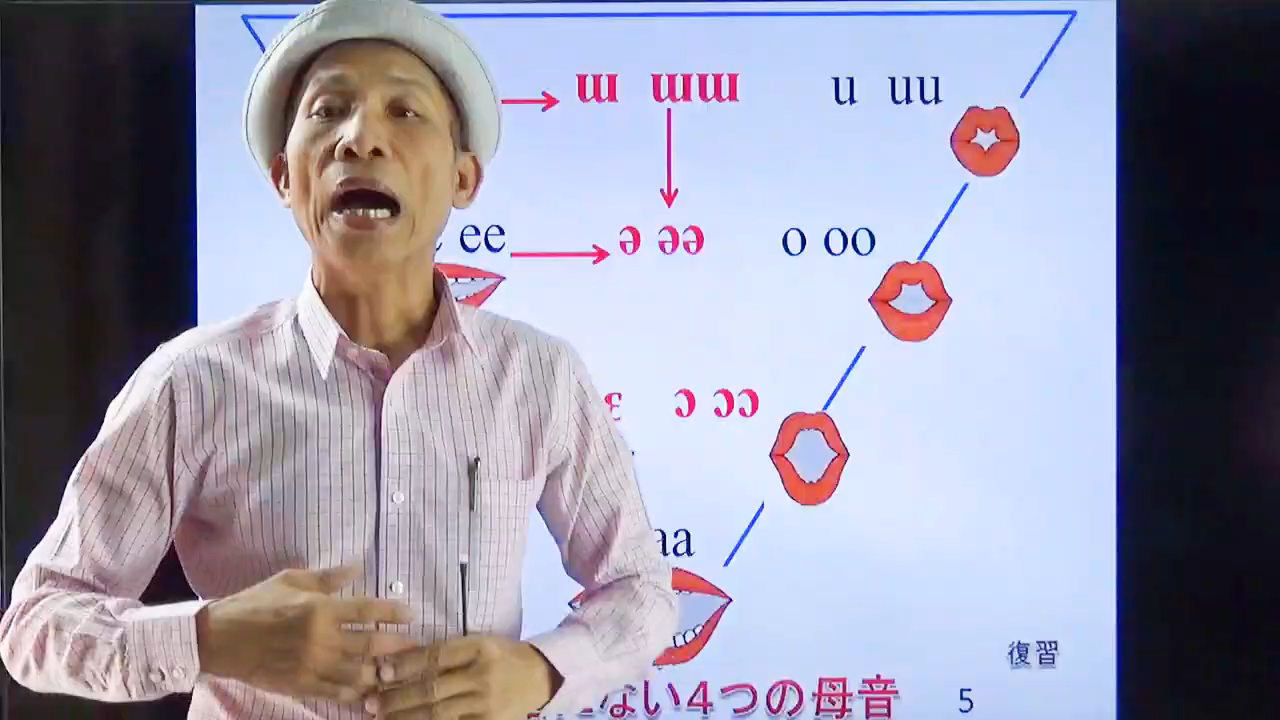 ɯ ɯɯ u uu
ee ə əə o oo
ɛ ɔ ɔɔ
aa
復習
ない4つの母音 5